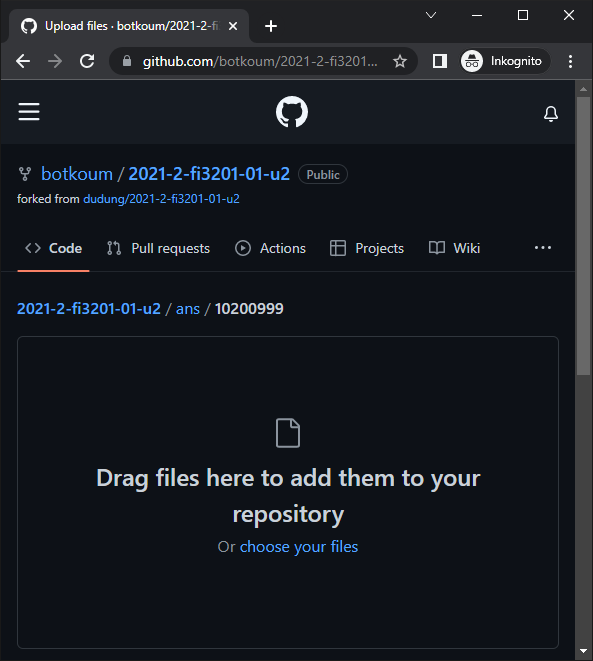 Upload files · botkoum/2021-2-fi
github.com/botkoum/2021-2-fi3201...
Inkognito
botkoum / 2021-2-fi3201-01-u2 Public
forked from dudung/2021-2-fi3201-01-u2
Code Pull requests Actions Projects Wiki ...
2021-2-fi3201-01-u2 / ans / 10200999
Drag files here to add them to your
repository
Or choose your files